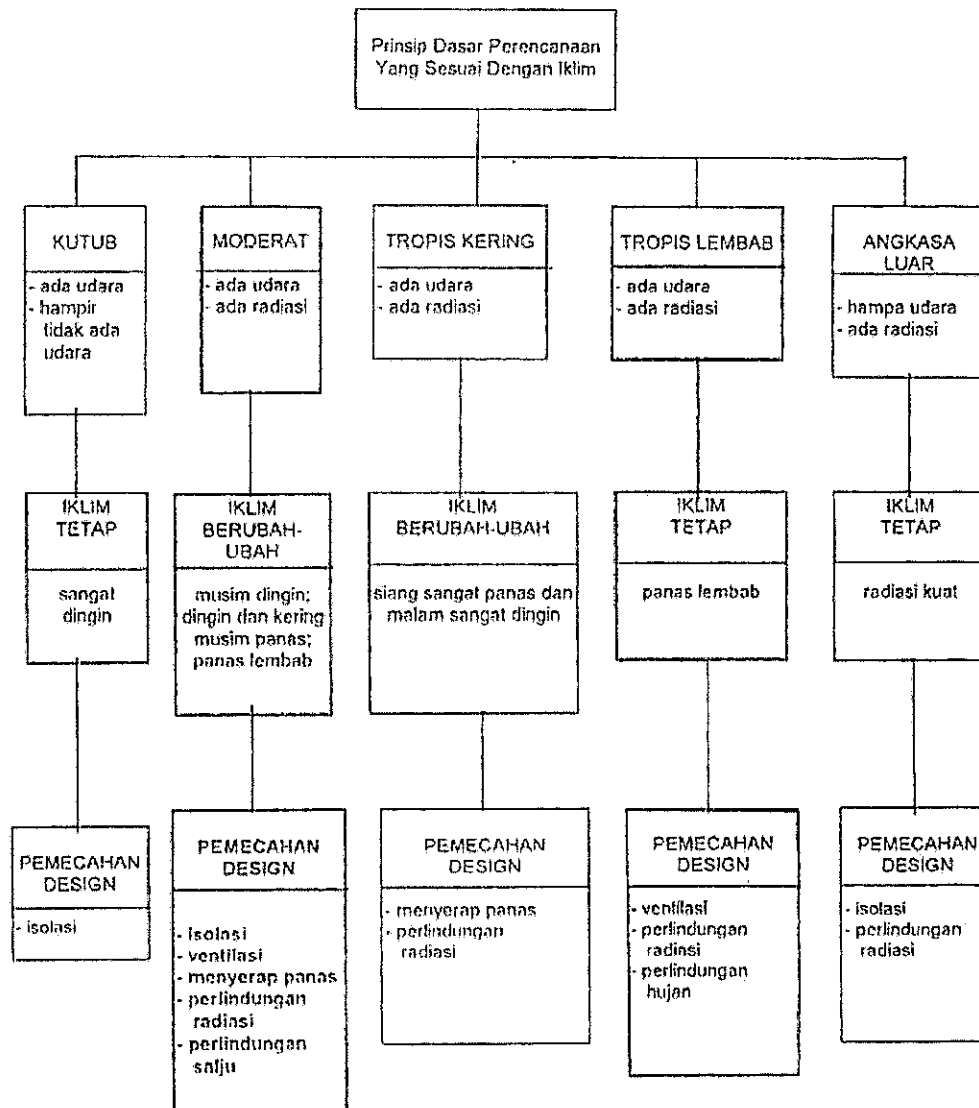 Prinsip Dasar Perencanaan
Yang Sesuai Dengan Iklim
KUTUB
- ada udara
- hampir
tidak ada
udara
MODERAT
- ada udara
- ada radiasi
TROPIS KERING
- ada udara
- ada radiasi
TROPIS LEMBAB
- ada udara
- ada radiasi
ANGKASA
LUAR
- hampa udara
- ada radiasi
IKLIM
TETAP
sangat
dingin
IKLIM
BERUBAH-
UBAH
musim dingin;
dingin dan kering
musim panas;
panas lembab
IKLIM
BERUBAH-UBAH
siang sangat panas dan
malam sangat dingin
IKLIM
TETAP
panas lembab
IKLIM
TETAP
radiasi kuat
PEMECAHAN
DESIGN
- isolasi
PEMECAHAN
DESIGN
- isolasi
- ventilasi
- menyerap panas
- perlindungan
radiasi
- perlindungan
salju
PEMECAHAN
DESIGN
- menyerap panas
- perlindungan
radiasi
PEMECAHAN
DESIGN
- ventilasi
- perlindungan
radiasi
- perlindungan
hujan
PEMECAHAN
DESIGN
- isolasi
- perlindungan
radiasi